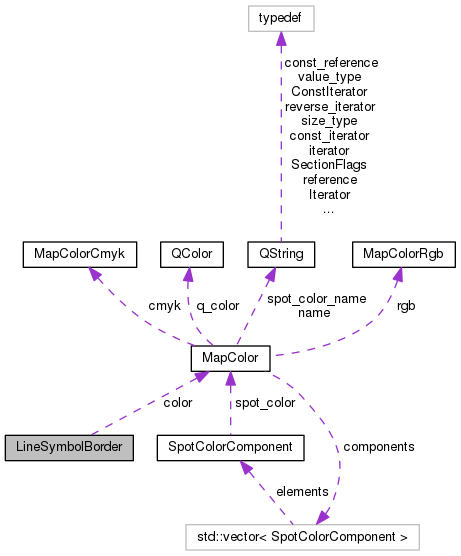 typedef
const_reference
value_type
ConstIterator
reverse_iterator
size_type
const_iterator
iterator
SectionFlags
reference
Iterator
...
MapColorCmyk
QColor
QString
MapColorRgb
cmyk
q_color
spot_color_name
name
rgb
MapColor
color
spot_color
components
LineSymbolBorder
SpotColorComponent
elements
std::vector< SpotColorComponent >